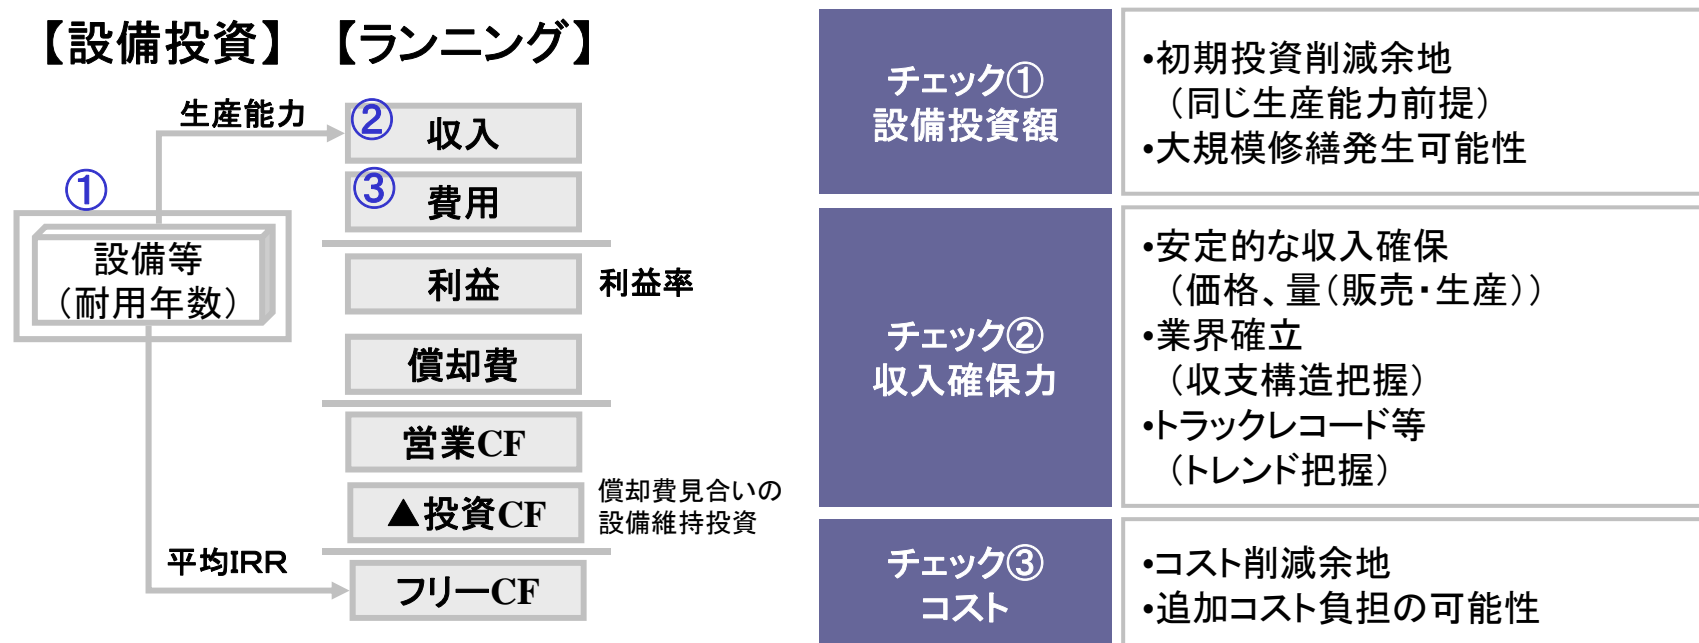 【設備投資】 【ランニング】
生産能力
①
設備等
（耐用年数）
平均IRR
② 収入
③ 費用
利益 利益率
償却費
営業CF
▲投資CF
償却費見合いの
設備維持投資
フリーCF
チェック①
設備投資額
•初期投資削減余地
（同じ生産能力前提）
•大規模修繕発生可能性
チェック②
収入確保力
•安定的な収入確保
（価格、量（販売・生産））
•業界確立
（収支構造把握）
•トラックレコード等
（トレンド把握）
チェック③
コスト
•コスト削減余地
•追加コスト負担の可能性